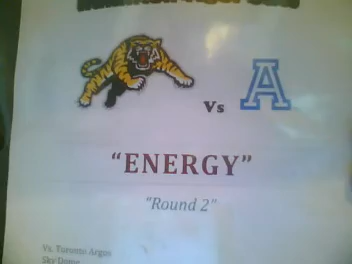 Vs A
"ENERGY"
"Round 2"
Vs. Toronto Argos
Sky Dome